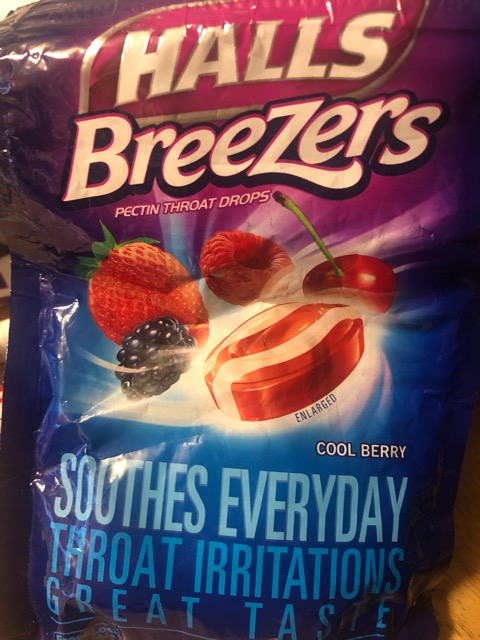 HALLS
Breezers
PECTIN THROAT DROPS
ENLARGED
COOL BERRY
SOOTHES EVERYDAY
THROAT IRRITATIONS
GREAT TASTE